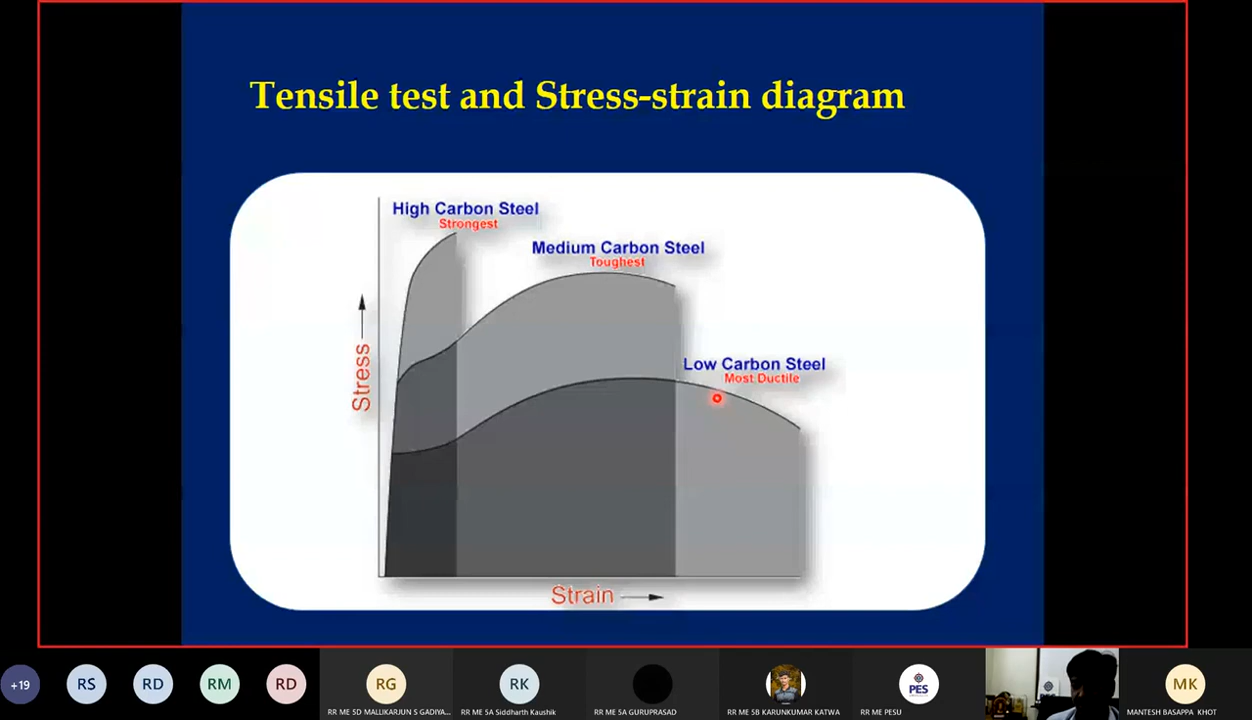 Tensile test and Stress-strain diagram
High Carbon Steel
Strongest
Medium Carbon Steel
Toughest
Low Carbon Steel
Most Ductile
Stress
Strain
+19
RS
RD
RM
RD
RG
RK
PES
MK
RR ME 5D MALLIKARJUN S GADIYA...
RR ME 5A Siddharth Kaushik
RR ME 5A GURUPRASAD
RR ME 5B KARUNKUMAR KATWA
RR ME PESU
MANTESH BASAPPA KHOT